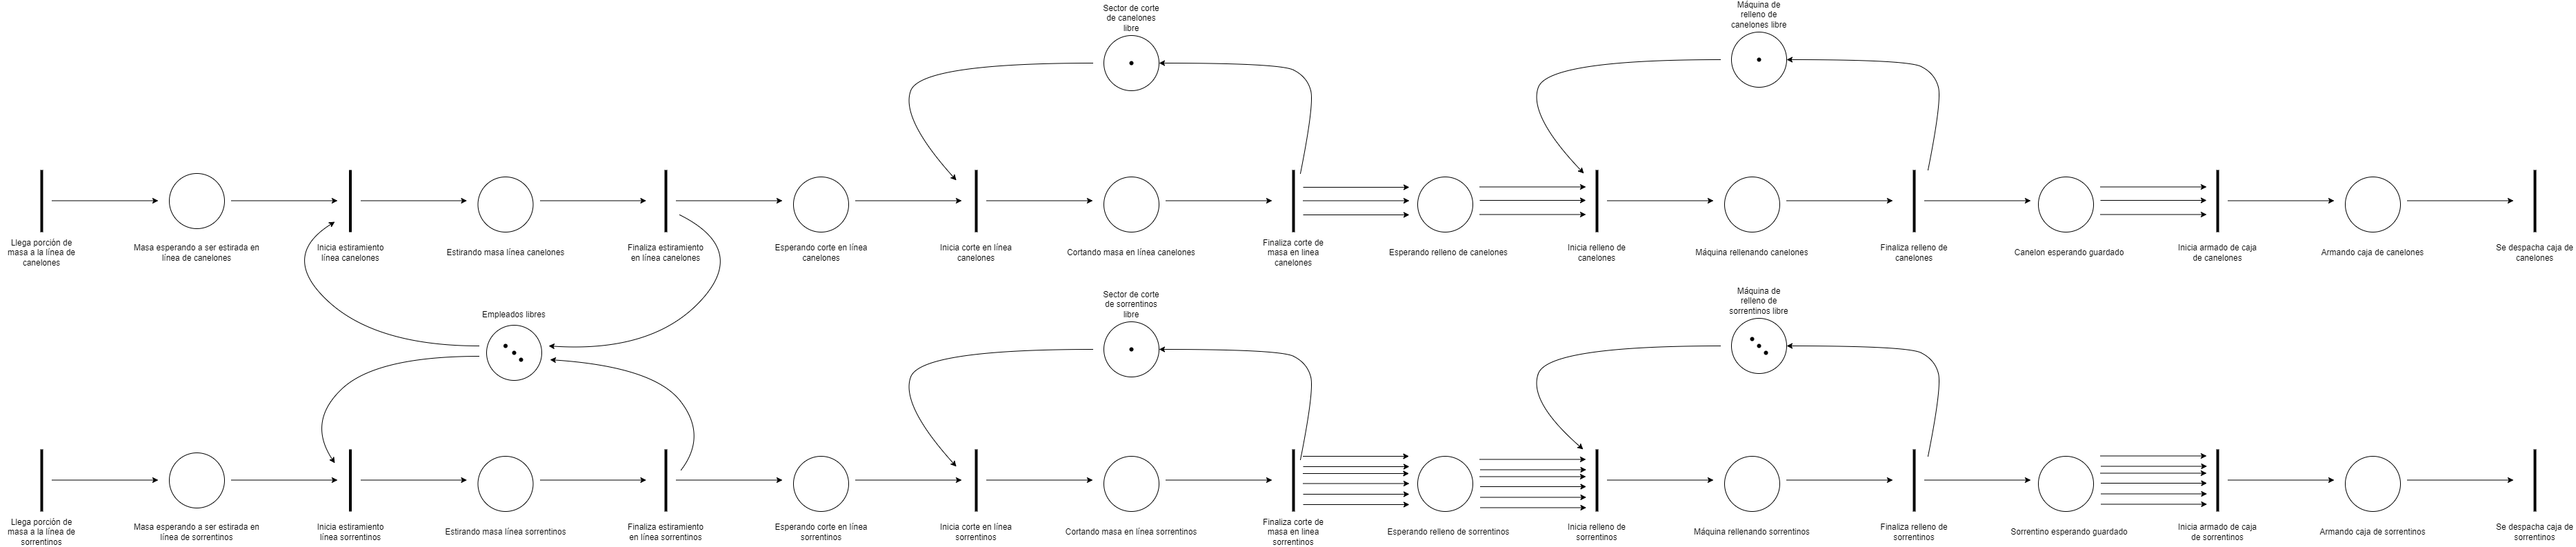 Sector de corte
de canelones
libre
Máquina de
relleno de
canelones libre
Llega porción de
masa a la línea de
canelones
Masa esperando a ser estirada en
línea de canelones
Inicia estiramiento
línea canelones
Estirando masa línea canelones
Finaliza estiramiento
en línea canelones
Esperando corte en línea
canelones
Inicia corte en línea
canelones
Cortando masa en línea canelones
Finaliza corte de
masa en linea
canelones
Esperando relleno de canelones
Inicia relleno de
canelones
Máquina rellenando canelones
Finaliza relleno de
canelones
Canelon esperando guardado
Inicia armado de caja
de canelones
Armando caja de canelones
Se despacha caja de
canelones
Empleados libres
Sector de corte
de sorrentinos
libre
Máquina de
relleno de
sorrentinos libre
Llega porción de
masa a la línea de
sorrentinos
Masa esperando a ser estirada en
línea de sorrentinos
Inicia estiramiento
línea sorrentinos
Estirando masa línea sorrentinos
Finaliza estiramiento
en línea sorrentinos
Esperando corte en línea
sorrentinos
Inicia corte en línea
sorrentinos
Cortando masa en línea sorrentinos
Finaliza corte de
masa en linea
sorrentinos
Esperando relleno de sorrentinos
Inicia relleno de
sorrentinos
Máquina rellenando sorrentinos
Finaliza relleno de
sorrentinos
Sorrentino esperando guardado
Inicia armado de caja
de sorrentinos
Armando caja de sorrentinos
Se despacha caja de
sorrentinos